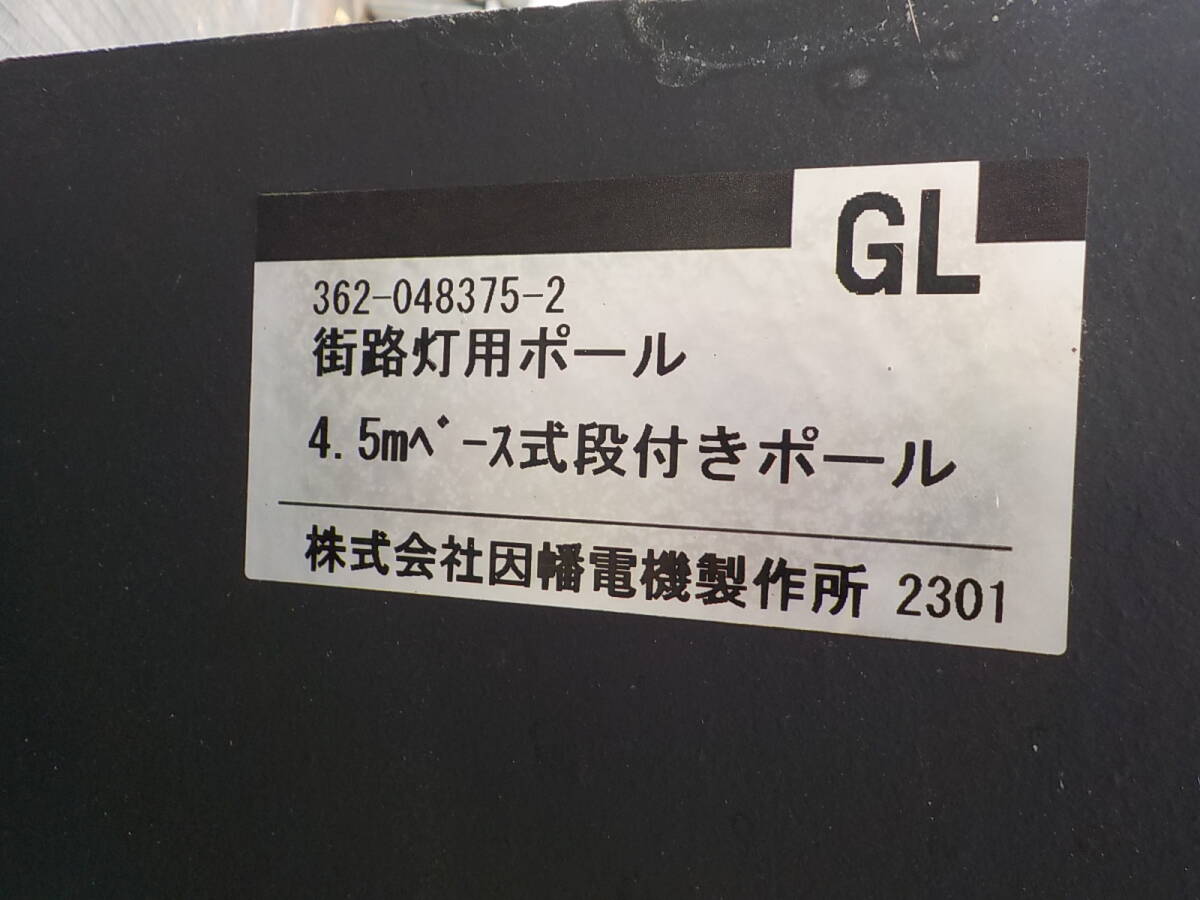 GL
362-048375-2
街路灯用ポール
4.5mﾍﾞｰｽ式段付きポール
株式会社因幡電機製作所 2301